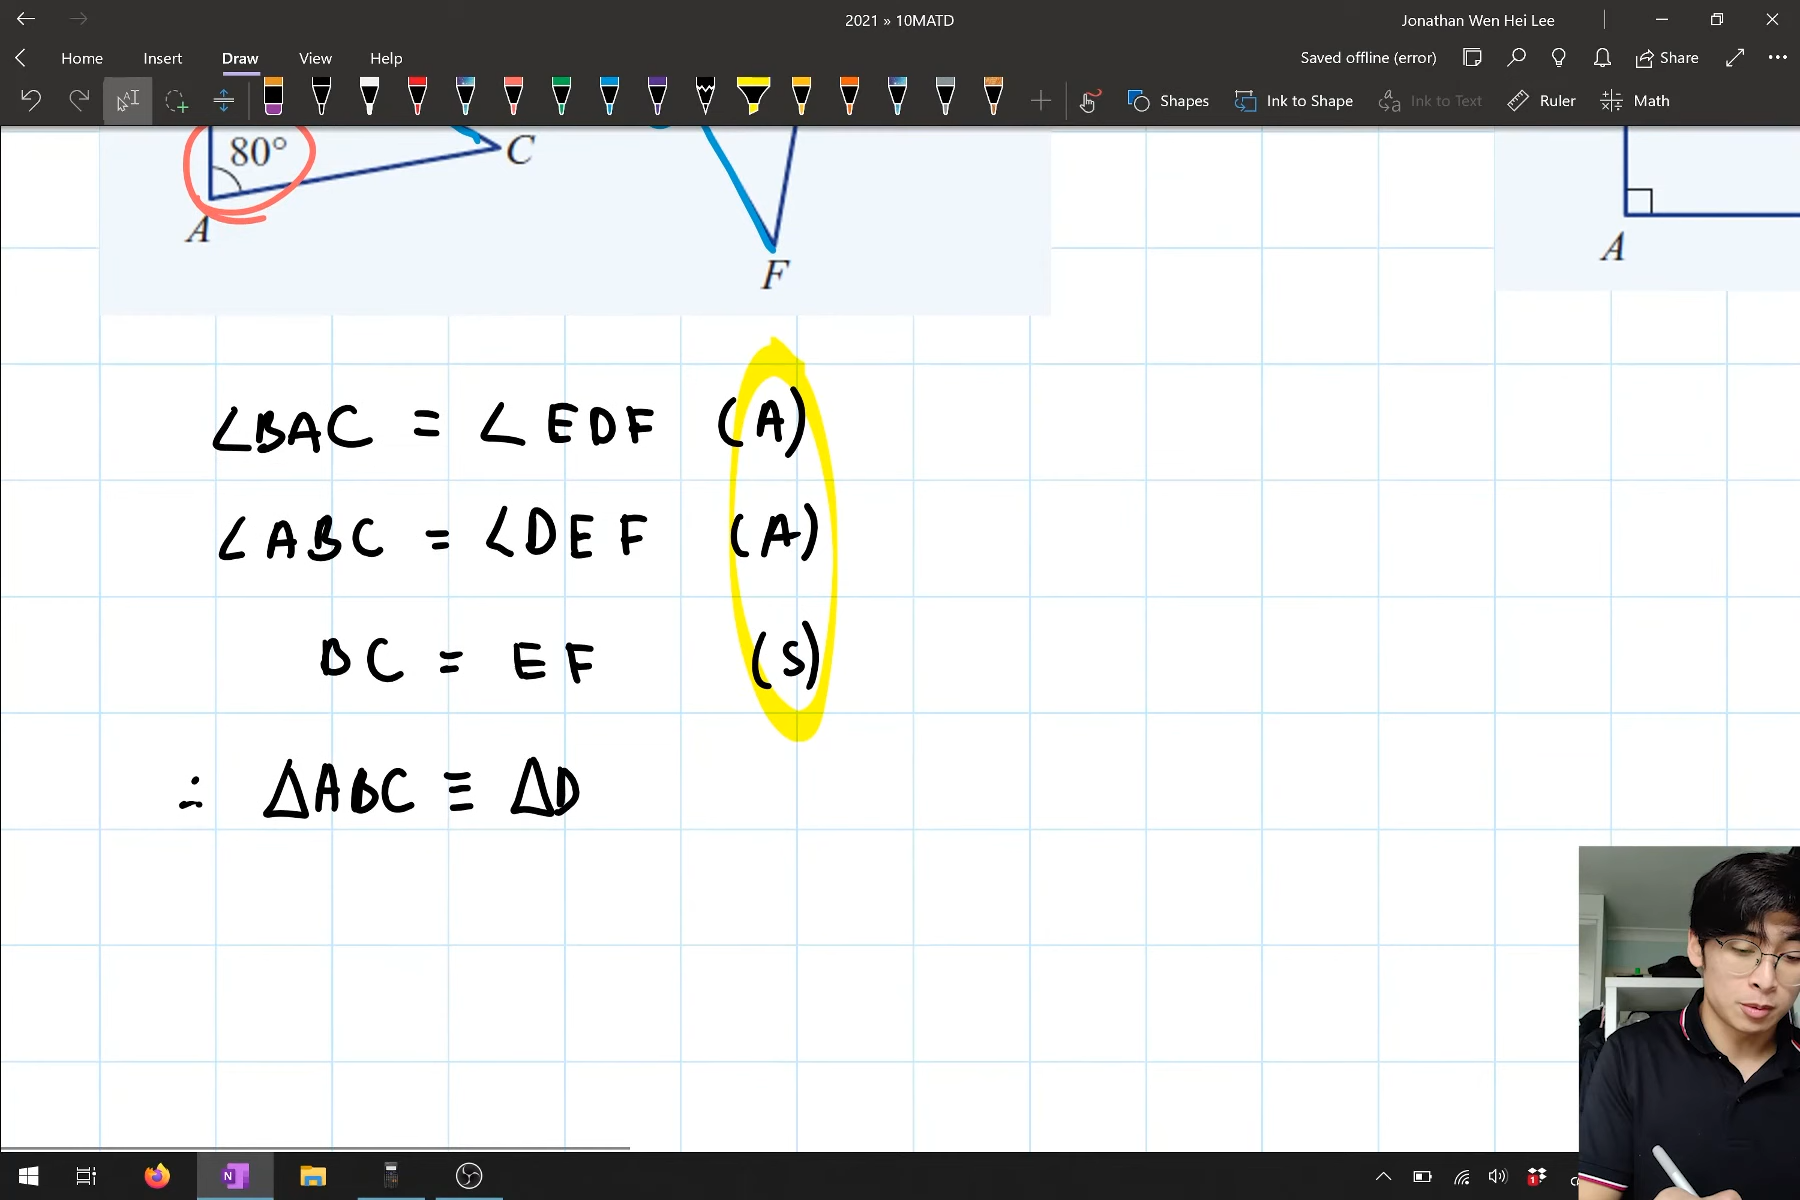 2021 » 10MATD
Jonathan Wen Hei Lee
Home Insert Draw View Help
Saved offline (error)
Share
Shapes
Ink to Shape
Ink to Text
Ruler
Math
80°
C
A
F
A
∠BAC = ∠EDF (A)
∠ABC = ∠DEF (A)
BC = EF (S)
∴ ΔABC ≡ ΔD
N
1